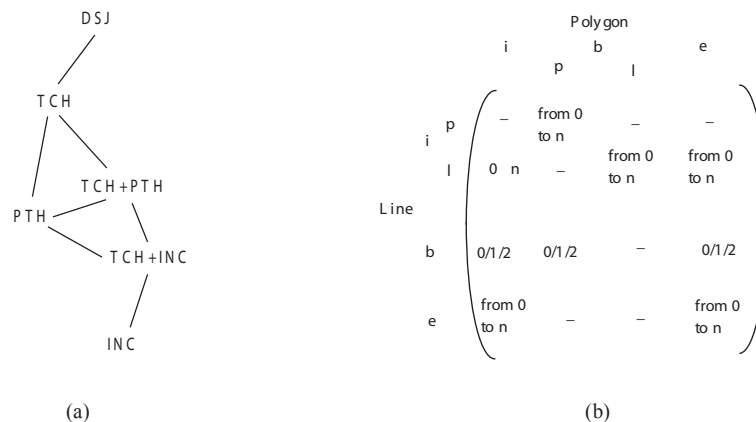 DSJ
TCH
TCH+PTH
PTH
TCH+INC
INC
(a)
Polygon
i b e
p l
i p – from 0 to n – –
l 0 n – from 0 to n from 0 to n
Line
b 0/1/2 0/1/2 – 0/1/2
e from 0 to n – – from 0 to n
(b)